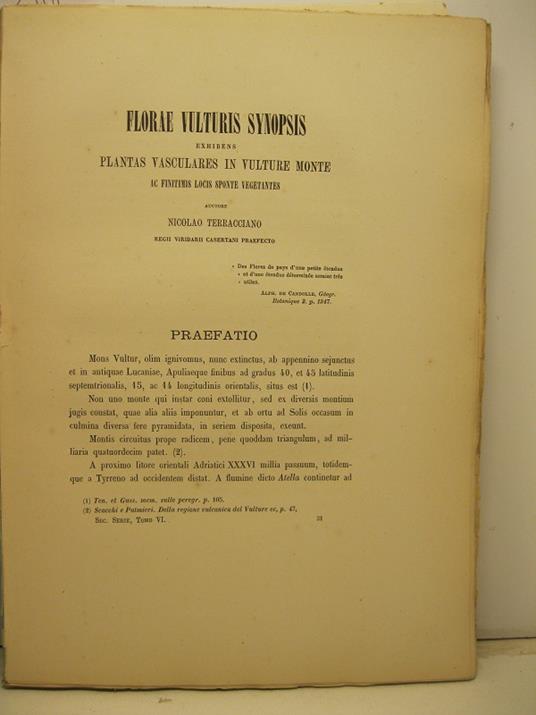 FLORAE VULTURIS SYNOPSIS
EXHIBENS
PLANTAS VASCULARES IN VULTURE MONTE
AC FINITIMIS LOCIS SPONTE VEGETANTES
AUCTORE
NICOLAO TERRACCIANO
REGII VIRIDARII CASERTANI PRAEFECTO
« Des Flores de pays d'une petite étendue
« et d'une étendue déterminée seraient très
« utiles.
ALPH. DE CANDOLLE, Géogr.
Botanique 2. p. 1347.
PRAEFATIO
Mons Vultur, olim ignivomus, nunc extinctus, ab appennino sejunctus
et in antiquae Lucaniae, Apuliaeque finibus ad gradus 40, et 45 latitudinis
septemtrionalis, 15, ac 14 longitudinis orientalis, situs est (1).
Non uno monte qui instar coni extollitur, sed ex diversis montium
jugis constat, quae alia aliis imponuntur, et ab ortu ad Solis occasum in
culmina diversa fere pyramidata, in seriem disposita, exeunt.
Montis circuitus prope radicem, pene quoddam triangulum, ad mil-
liaria quatuordecim patet. (2).
A proximo litore orientali Adriatici XXXVI millia passuum, totidem-
que a Tyrreno ad occidentem distat. A flumine dicto Atella continetur ad
(1) Ten. et Guss. mem. sulle peregr. p. 105.
(2) Scacchi e Palmieri. Della regione vulcanica del Vulture ec, p. 47,
SEC. SERIE, TOMO VI. 31